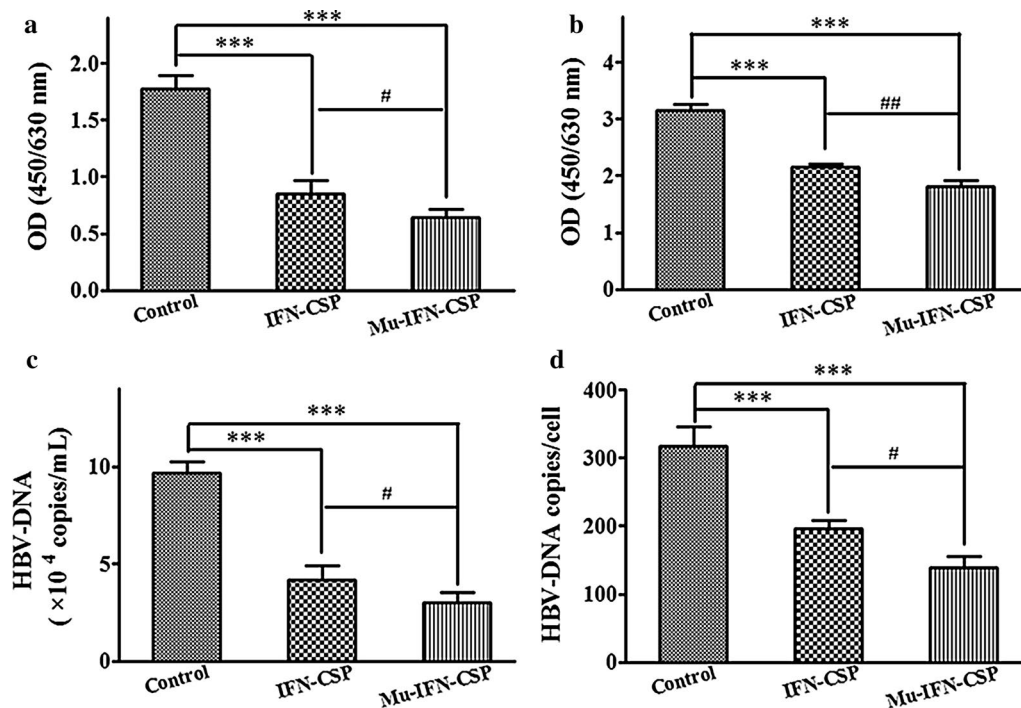 a
***
***
#
OD (450/630 nm)
2.0
1.5
1.0
0.5
0.0
Control
IFN-CSP
Mu-IFN-CSP
b
***
***
##
OD (450/630 nm)
4
3
2
1
0
Control
IFN-CSP
Mu-IFN-CSP
c
***
***
#
HBV-DNA
( ×10 4 copies/mL)
10
5
0
Control
IFN-CSP
Mu-IFN-CSP
d
***
***
#
HBV-DNA copies/cell
400
300
200
100
0
Control
IFN-CSP
Mu-IFN-CSP